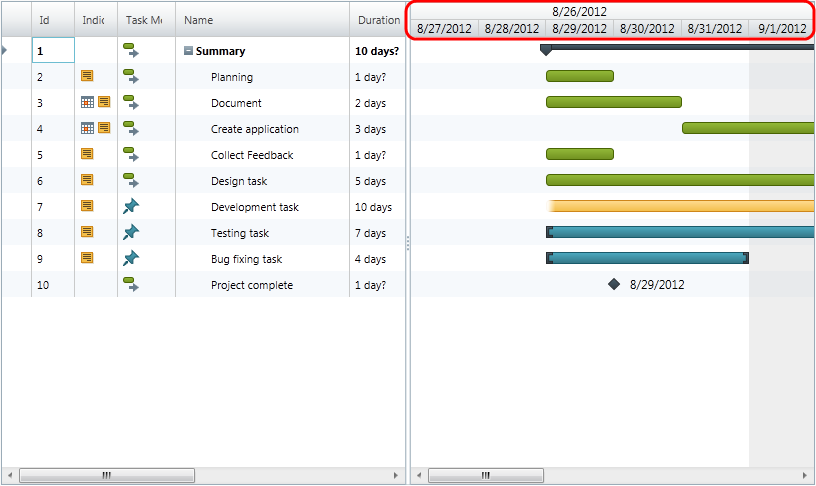 8/26/2012
Id Indic Task Mo Name Duration 8/27/2012 8/28/2012 8/29/2012 8/30/2012 8/31/2012 9/1/2012
1 Summary 10 days?
2 Planning 1 day?
3 Document 2 days
4 Create application 3 days
5 Collect Feedback 1 day?
6 Design task 5 days
7 Development task 10 days
8 Testing task 7 days
9 Bug fixing task 4 days
10 Project complete 1 day? 8/29/2012